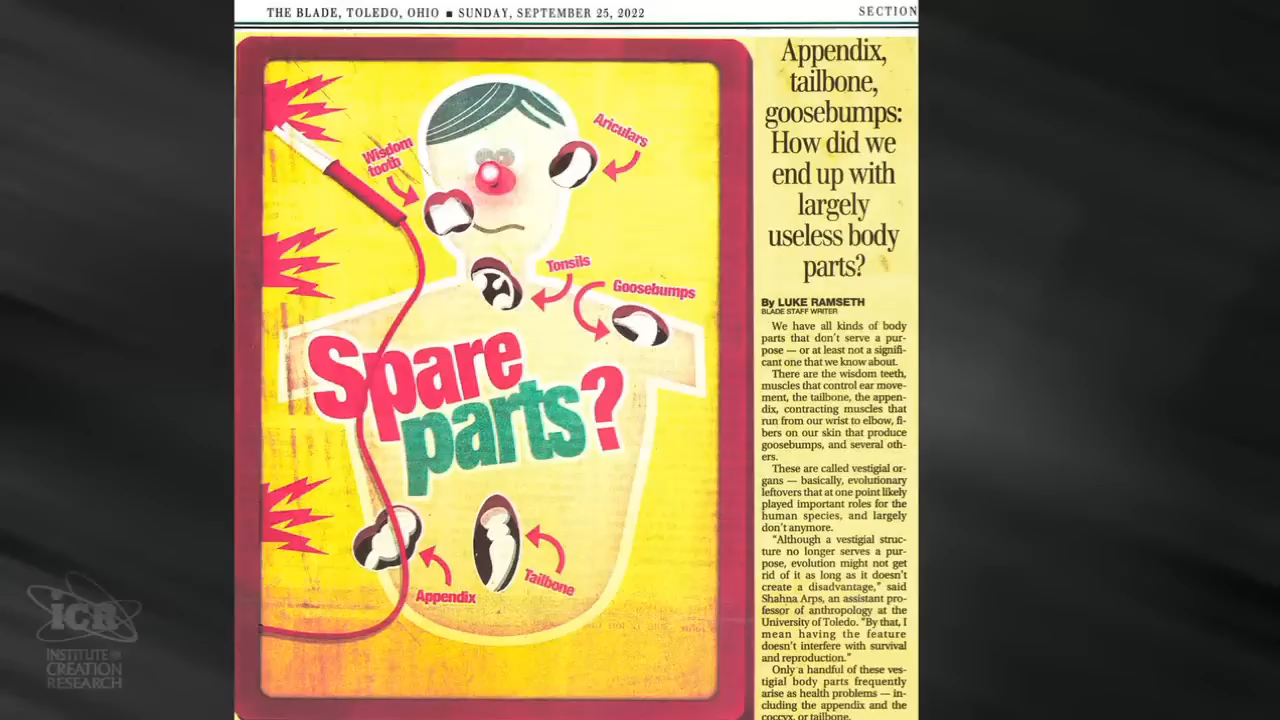 THE BLADE, TOLEDO, OHIO ■ SUNDAY, SEPTEMBER 25, 2022
SECTION
Wisdom
tooth
Ariculars
Tonsils
Goosebumps
Spare
parts?
Appendix
Tailbone
Appendix,
tailbone,
goosebumps:
How did we
end up with
largely
useless body
parts?
By LUKE RAMSETH
BLADE STAFF WRITER
We have all kinds of body
parts that don't serve a pur-
pose — or at least not a signifi-
cant one that we know about.
There are the wisdom teeth,
muscles that control ear move-
ment, the tailbone, the appen-
dix, contracting muscles that
run from our wrist to elbow, fi-
bers on our skin that produce
goosebumps, and several oth-
ers.
These are called vestigial or-
gans — basically, evolutionary
leftovers that at one point likely
played important roles for the
human species, and largely
don't anymore.
"Although a vestigial struc-
ture no longer serves a pur-
pose, evolution might not get
rid of it as long as it doesn't
create a disadvantage," said
Shahna Arps, an assistant pro-
fessor of anthropology at the
University of Toledo. "By that, I
mean having the feature
doesn't interfere with survival
and reproduction."
Only a handful of these ves-
tigial body parts frequently
arise as health problems — in-
cluding the appendix and the
coccyx, or tailbone.
ICR
INSTITUTE FOR
CREATION
RESEARCH